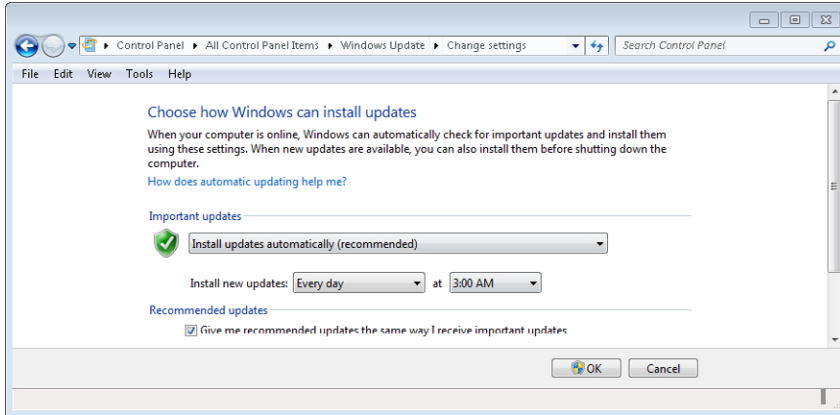 Control Panel All Control Panel Items Windows Update Change settings Search Control Panel
File Edit View Tools Help
Choose how Windows can install updates
When your computer is online, Windows can automatically check for important updates and install them
using these settings. When new updates are available, you can also install them before shutting down the
computer.
How does automatic updating help me?
Important updates
Install updates automatically (recommended)
Install new updates: Every day at 3:00 AM
Recommended updates
Give me recommended updates the same way I receive important updates
OK Cancel